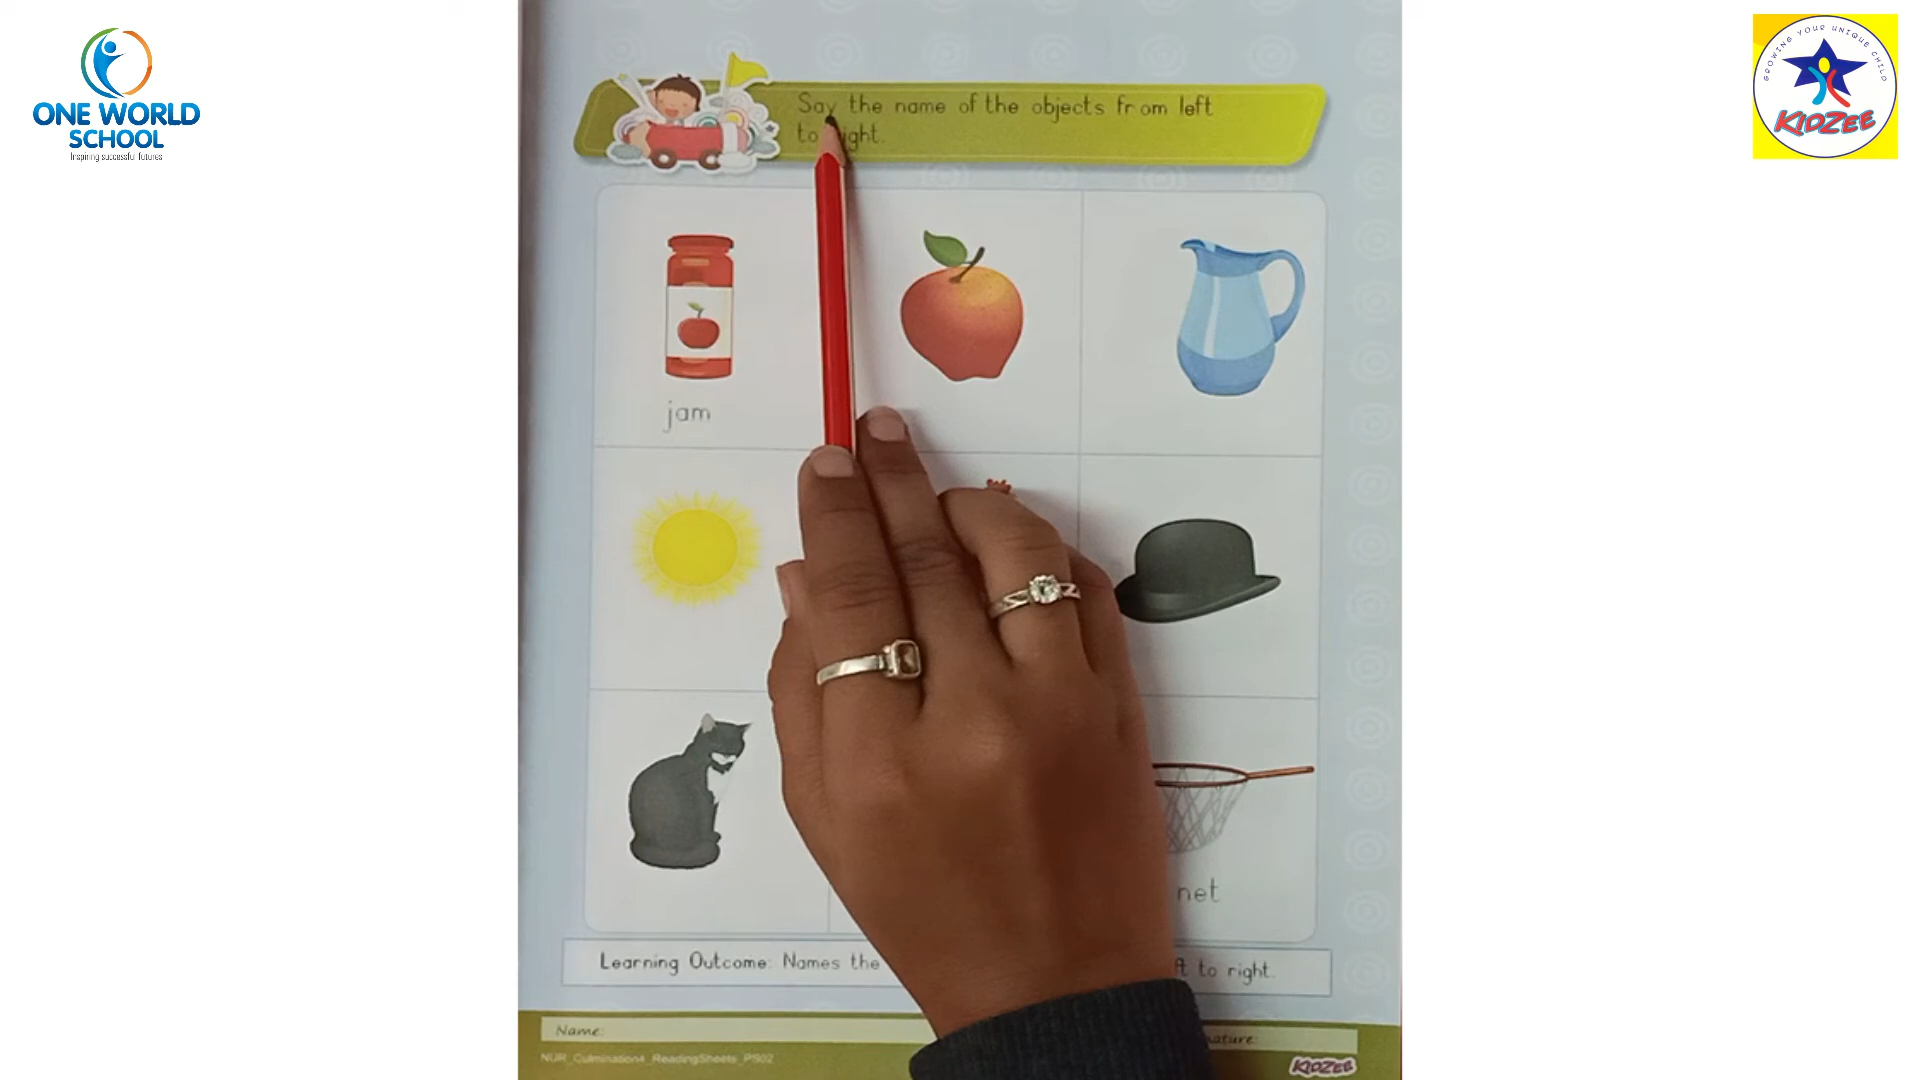 ONE WORLD
SCHOOL
Inspiring successful futures
GROWING YOUR UNIQUE CHILD
KIDZEE
Say the name of the objects from left
to right.
jam
net
Learning Outcome: Names the
to right.
Name:
NUR_Culmination4_ReadingSheets_PS02
KIDZEE